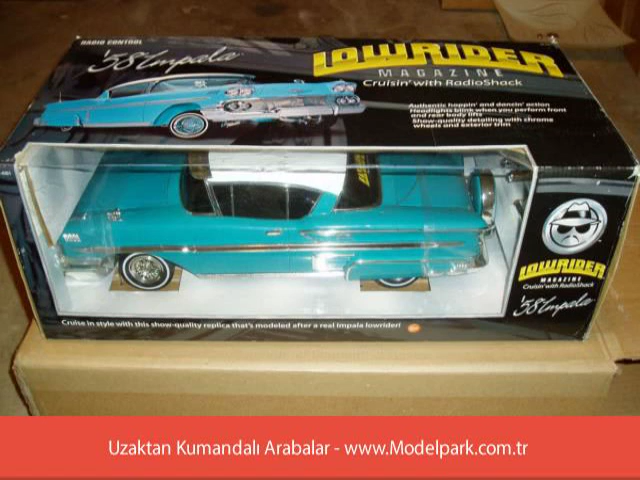 RADIO CONTROL
'58 Impala
LOWRIDER
MAGAZINE
Cruisin' with RadioShack
Authentic hoppin' and dancin' action
Headlights blink when you perform front
and rear body lifts
Show-quality detailing with chrome
wheels and exterior trim
LOWRIDER
MAGAZINE
Cruisin' with RadioShack
'58 Impala
Cruise in style with this show-quality replica that's modeled after a real Impala lowrider!
Uzaktan Kumandalı Arabalar - www.Modelpark.com.tr